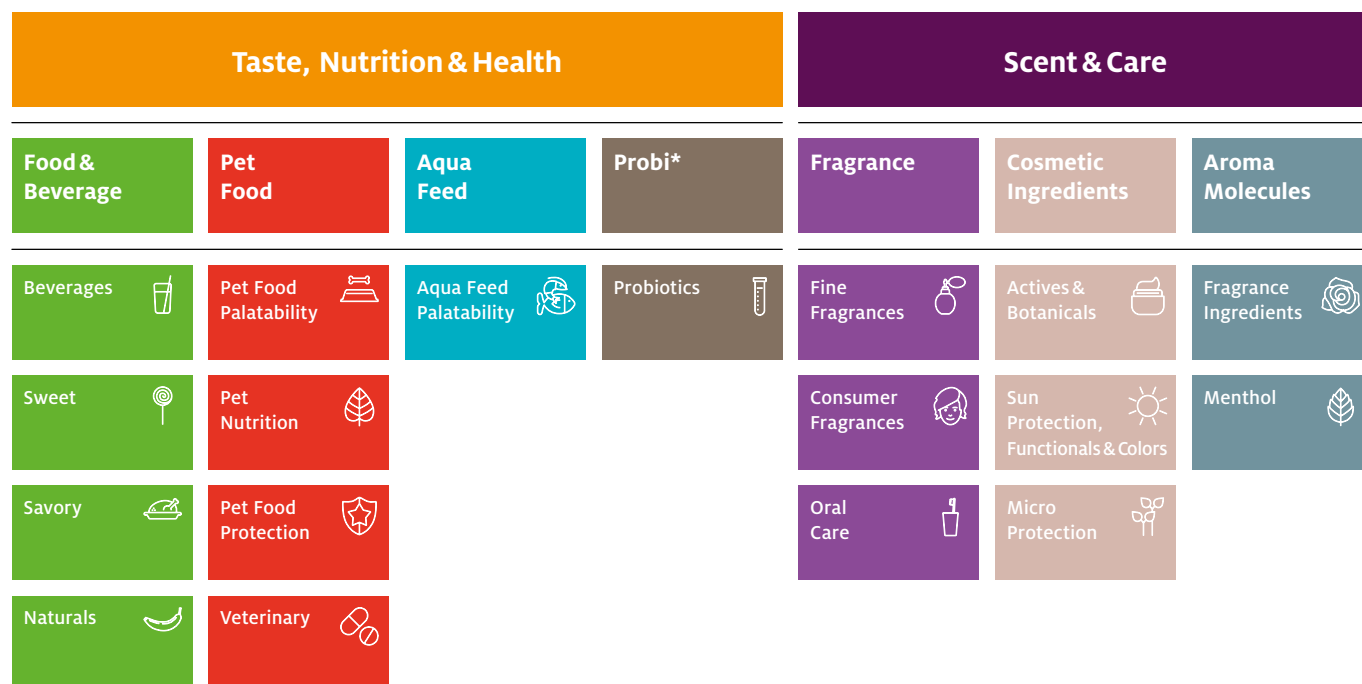 Taste, Nutrition & Health
Scent & Care
Food &
Beverage
Pet
Food
Aqua
Feed
Probi*
Fragrance
Cosmetic
Ingredients
Aroma
Molecules
Beverages
Pet Food
Palatability
Aqua Feed
Palatability
Probiotics
Fine
Fragrances
Actives &
Botanicals
Fragrance
Ingredients
Sweet
Pet
Nutrition
Consumer
Fragrances
Sun
Protection,
Functionals & Colors
Menthol
Savory
Pet Food
Protection
Oral
Care
Micro
Protection
Naturals
Veterinary